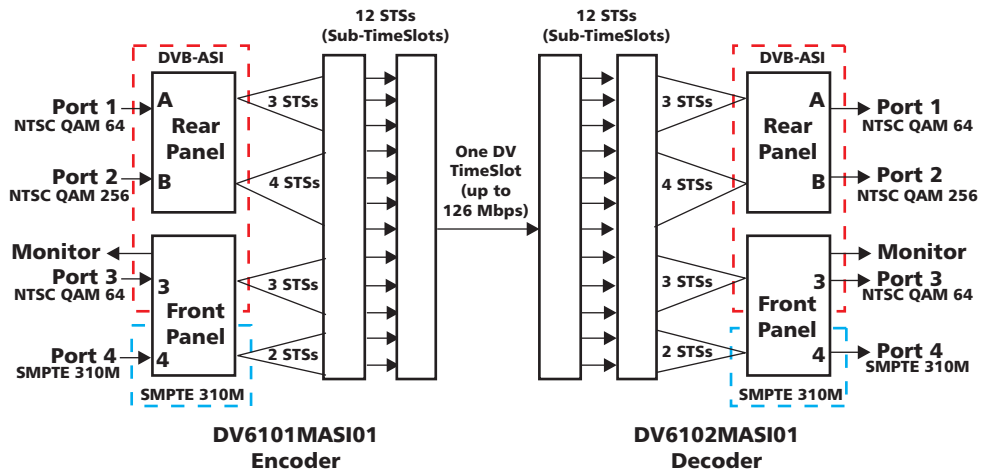 12 STSs
(Sub-TimeSlots)
12 STSs
(Sub-TimeSlots)
DVB-ASI
DVB-ASI
Port 1
NTSC QAM 64
A
Rear
Panel
3 STSs
3 STSs
A
Rear
Panel
Port 1
NTSC QAM 64
Port 2
NTSC QAM 256
B
4 STSs
One DV
TimeSlot
(up to
126 Mbps)
4 STSs
B
Port 2
NTSC QAM 256
Monitor
Monitor
Port 3
NTSC QAM 64
3
Front
Panel
3 STSs
3 STSs
3
Front
Panel
Port 3
NTSC QAM 64
Port 4
SMPTE 310M
4
2 STSs
2 STSs
4
Port 4
SMPTE 310M
SMPTE 310M
SMPTE 310M
DV6101MASI01
Encoder
DV6102MASI01
Decoder